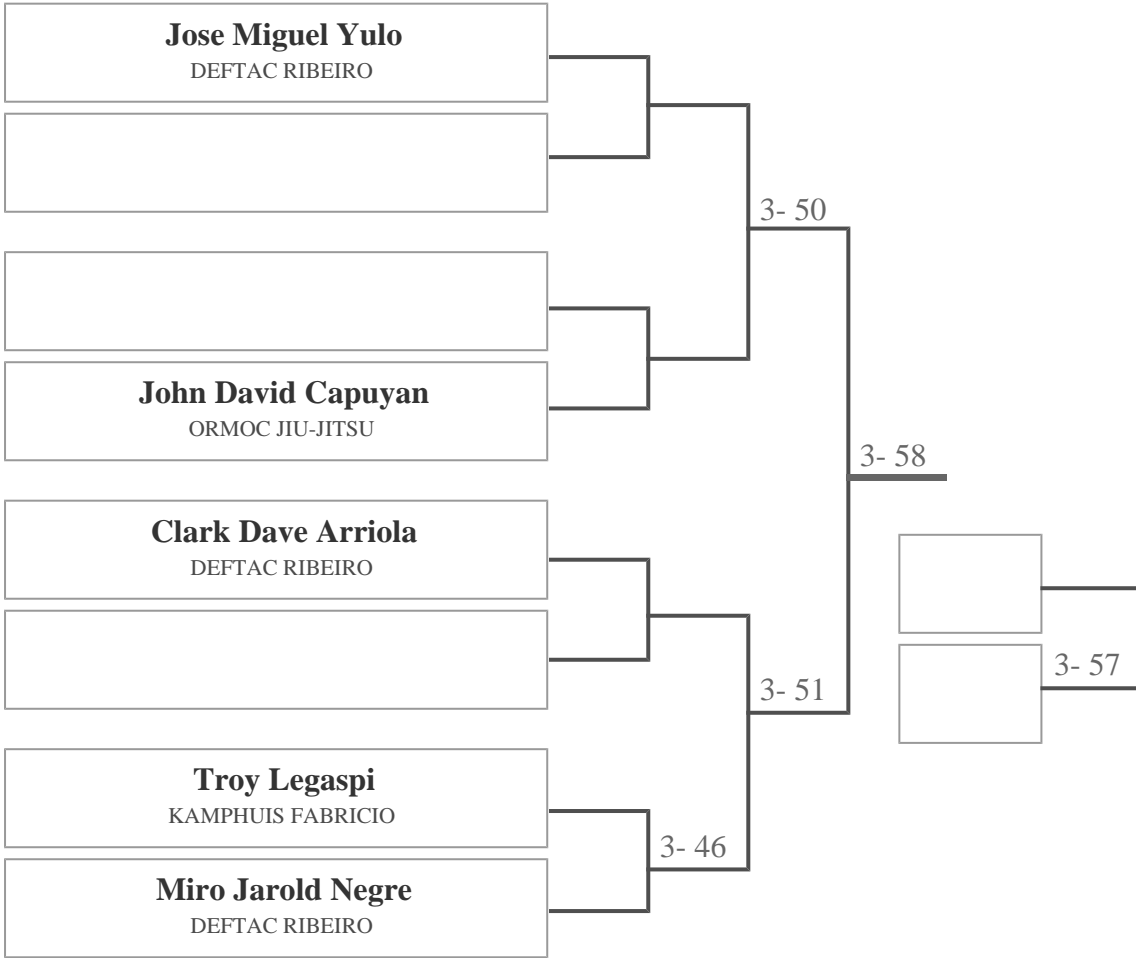 Jose Miguel Yulo
DEFTAC RIBEIRO
3- 50
John David Capuyan
ORMOC JIU-JITSU
3- 58
Clark Dave Arriola
DEFTAC RIBEIRO
3- 57
3- 51
Troy Legaspi
KAMPHUIS FABRICIO
3- 46
Miro Jarold Negre
DEFTAC RIBEIRO